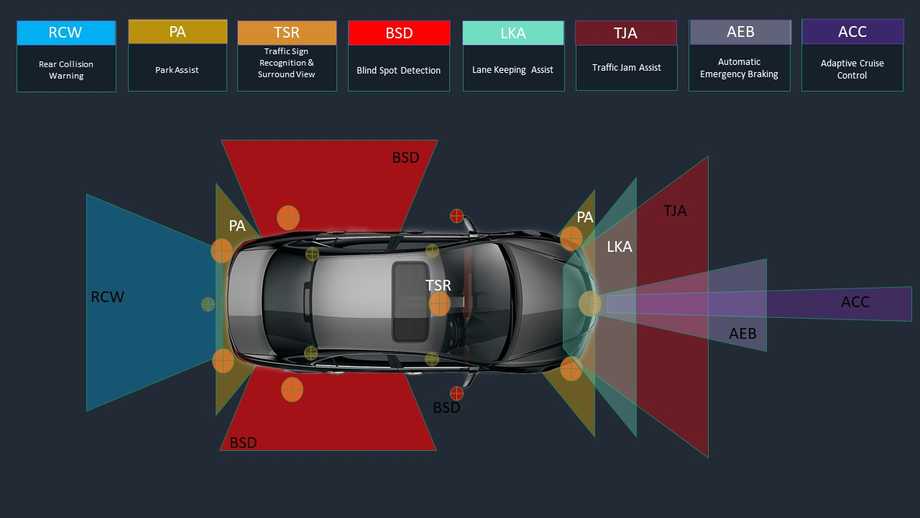 RCW
Rear Collision
Warning
PA
Park Assist
TSR
Traffic Sign
Recognition &
Surround View
BSD
Blind Spot Detection
LKA
Lane Keeping Assist
TJA
Traffic Jam Assist
AEB
Automatic
Emergency Braking
ACC
Adaptive Cruise
Control
BSD
PA
PA
TJA
LKA
TSR
RCW
ACC
AEB
BSD
BSD